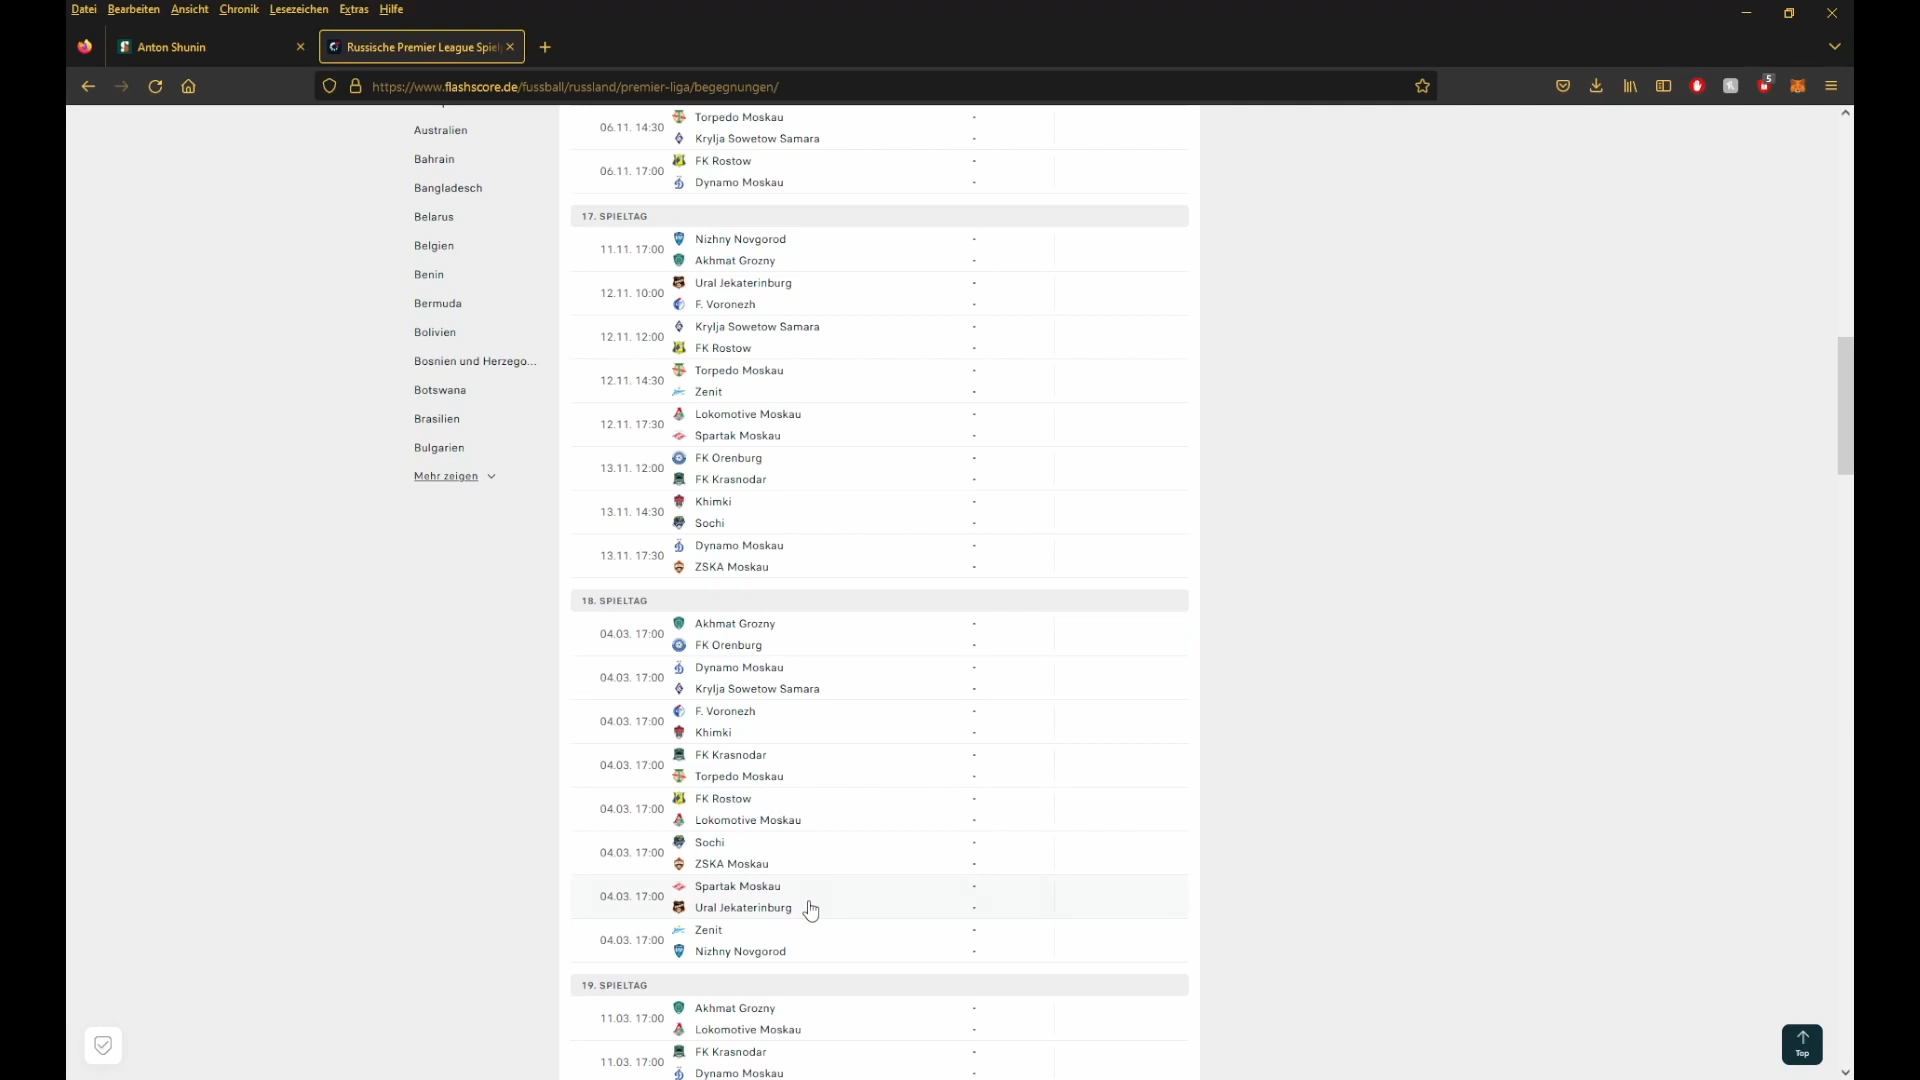 Datei Bearbeiten Ansicht Chronik Lesezeichen Extras Hilfe
Anton Shunin
Russische Premier League Spiel
https://www.flashscore.de/fussball/russland/premier-liga/begegnungen/
5
Australien
Bahrain
Bangladesch
Belarus
Belgien
Benin
Bermuda
Bolivien
Bosnien und Herzego...
Botswana
Brasilien
Bulgarien
Mehr zeigen
06.11. 14:30
Torpedo Moskau -
Krylja Sowetow Samara -
06.11. 17:00
FK Rostow -
Dynamo Moskau -
17. SPIELTAG
11.11. 17:00
Nizhny Novgorod -
Akhmat Grozny -
12.11. 10:00
Ural Jekaterinburg -
F. Voronezh -
12.11. 12:00
Krylja Sowetow Samara -
FK Rostow -
12.11. 14:30
Torpedo Moskau -
Zenit -
12.11. 17:30
Lokomotive Moskau -
Spartak Moskau -
13.11. 12:00
FK Orenburg -
FK Krasnodar -
13.11. 14:30
Khimki -
Sochi -
13.11. 17:30
Dynamo Moskau -
ZSKA Moskau -
18. SPIELTAG
04.03. 17:00
Akhmat Grozny -
FK Orenburg -
04.03. 17:00
Dynamo Moskau -
Krylja Sowetow Samara -
04.03. 17:00
F. Voronezh -
Khimki -
04.03. 17:00
FK Krasnodar -
Torpedo Moskau -
04.03. 17:00
FK Rostow -
Lokomotive Moskau -
04.03. 17:00
Sochi -
ZSKA Moskau -
04.03. 17:00
Spartak Moskau -
Ural Jekaterinburg -
04.03. 17:00
Zenit -
Nizhny Novgorod -
19. SPIELTAG
11.03. 17:00
Akhmat Grozny -
Lokomotive Moskau -
11.03. 17:00
FK Krasnodar -
Dynamo Moskau -
Top